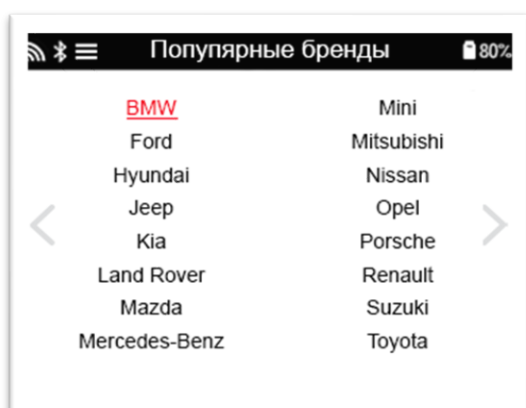 Популярные бренды 80%
BMW
Ford
Hyundai
Jeep
Kia
Land Rover
Mazda
Mercedes-Benz
Mini
Mitsubishi
Nissan
Opel
Porsche
Renault
Suzuki
Toyota